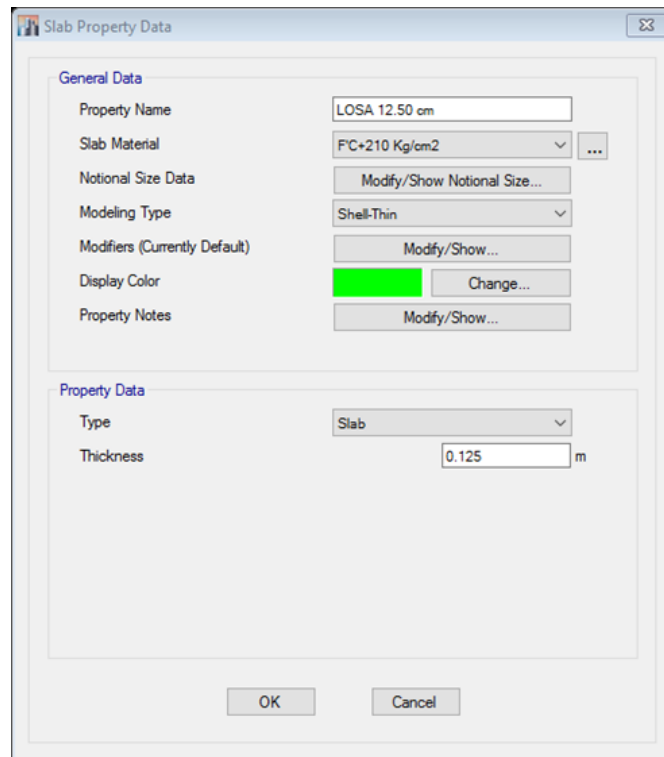 Slab Property Data
General Data
Property Name LOSA 12.50 cm
Slab Material F'C+210 Kg/cm2 ...
Notional Size Data Modify/Show Notional Size...
Modeling Type Shell-Thin
Modifiers (Currently Default) Modify/Show...
Display Color Change...
Property Notes Modify/Show...
Property Data
Type Slab
Thickness 0.125 m
OK Cancel